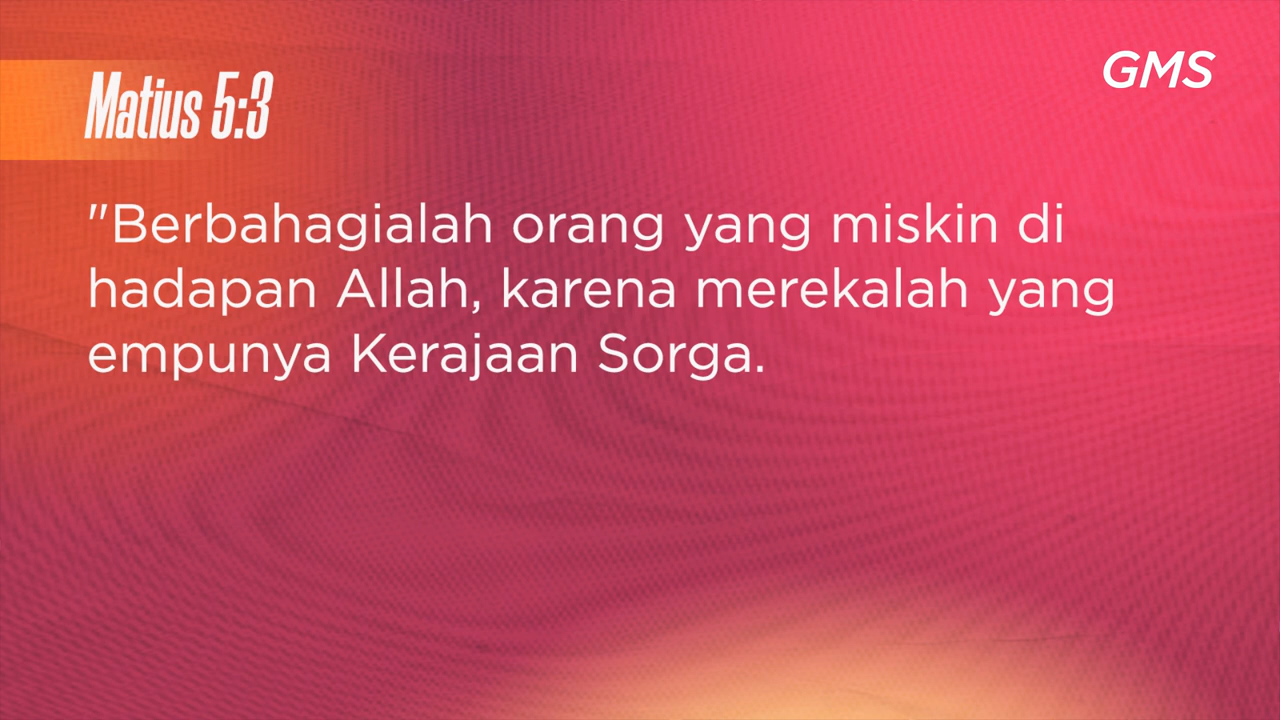 Matius 5:3
GMS
"Berbahagialah orang yang miskin di
hadapan Allah, karena merekalah yang
empunya Kerajaan Sorga.